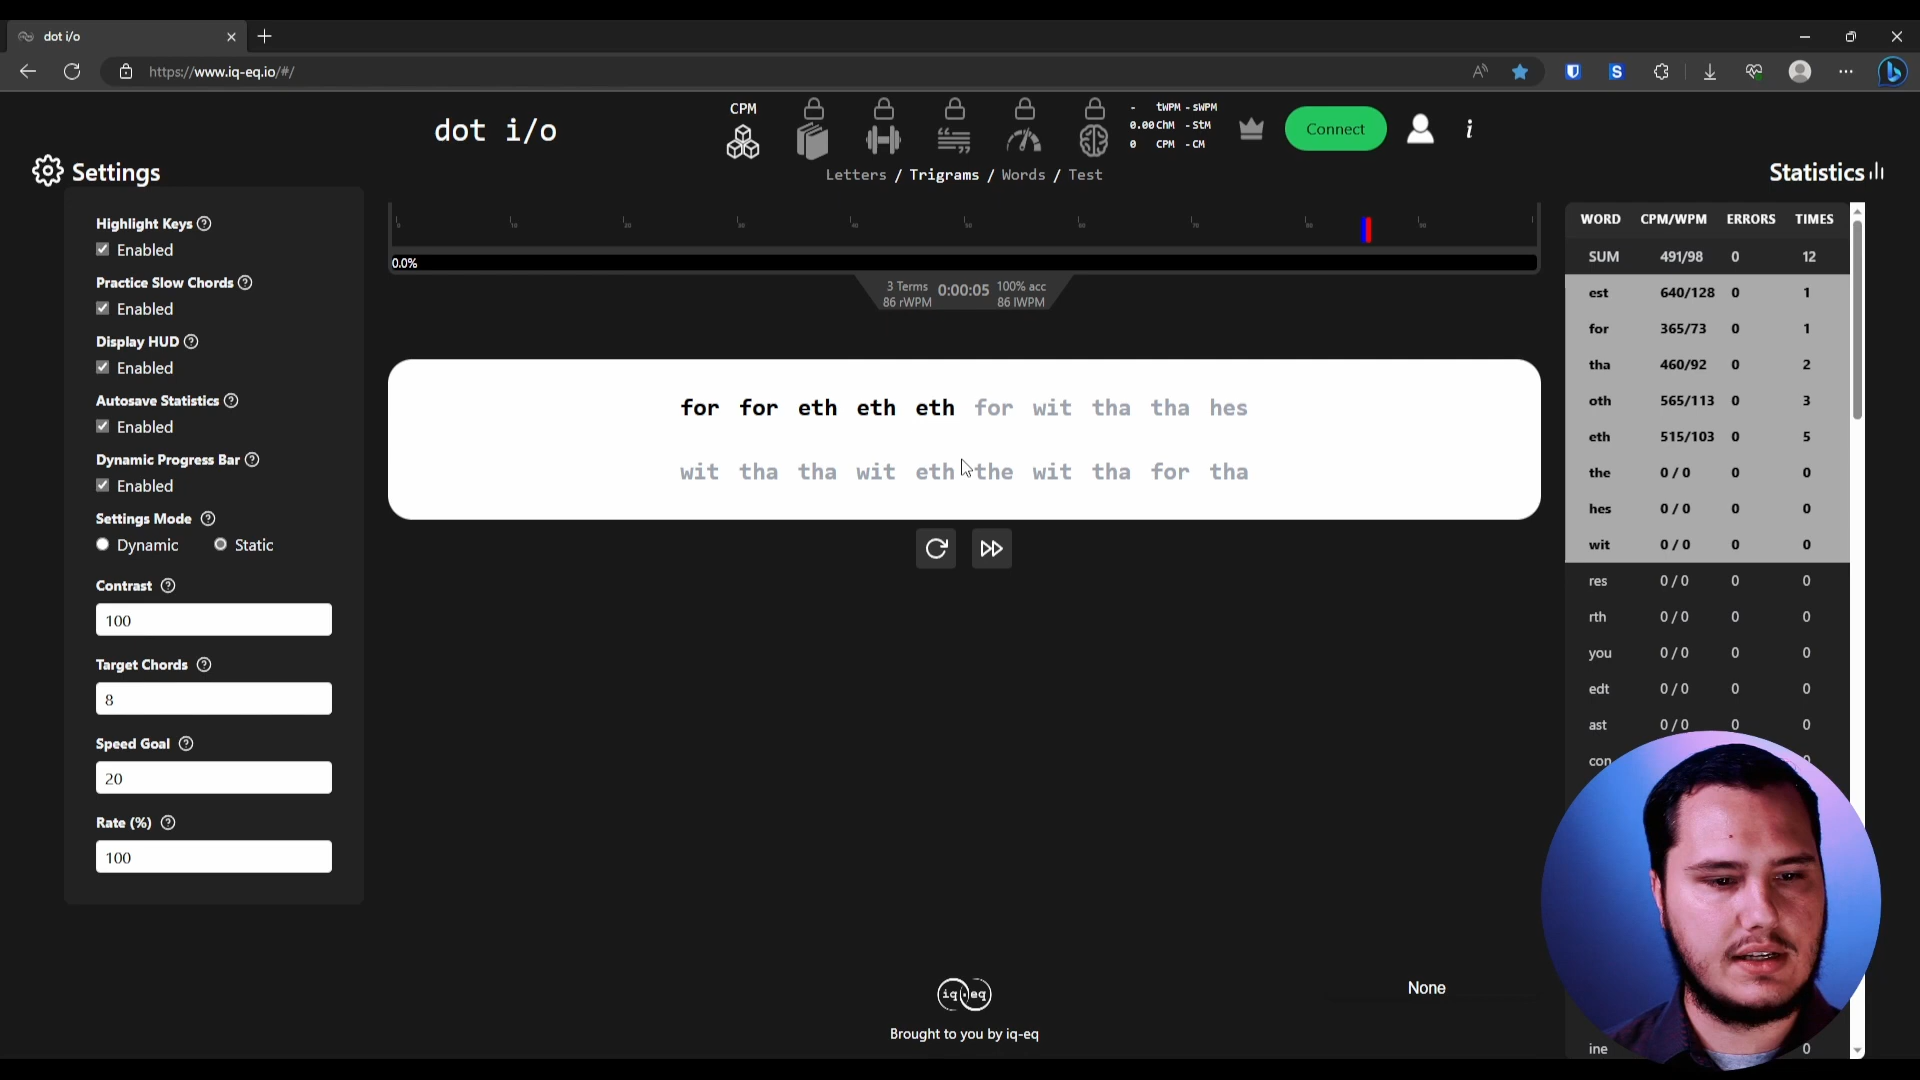 dot i/o
https://www.iq-eq.io/#/
dot i/o
CPM
- tWPM - sWPM
0.00 ChM - StM
0 CPM - CM
Connect
i
Letters / Trigrams / Words / Test
Settings
Highlight Keys
Enabled
Practice Slow Chords
Enabled
Display HUD
Enabled
Autosave Statistics
Enabled
Dynamic Progress Bar
Enabled
Settings Mode
Dynamic Static
Contrast
100
Target Chords
8
Speed Goal
20
Rate (%)
100
0.0%
3 Terms 0:00:05 100% acc
86 rWPM 86 lWPM
for for eth eth eth for wit tha tha hes
wit tha tha wit eth the wit tha for tha
iq eq
Brought to you by iq-eq
None
Statistics
WORD CPM/WPM ERRORS TIMES
SUM 491/98 0 12
est 640/128 0 1
for 365/73 0 1
tha 460/92 0 2
oth 565/113 0 3
eth 515/103 0 5
the 0 / 0 0 0
hes 0 / 0 0 0
wit 0 / 0 0 0
res 0 / 0 0 0
rth 0 / 0 0 0
you 0 / 0 0 0
edt 0 / 0 0 0
ast 0 / 0 0 0
con
ine 0